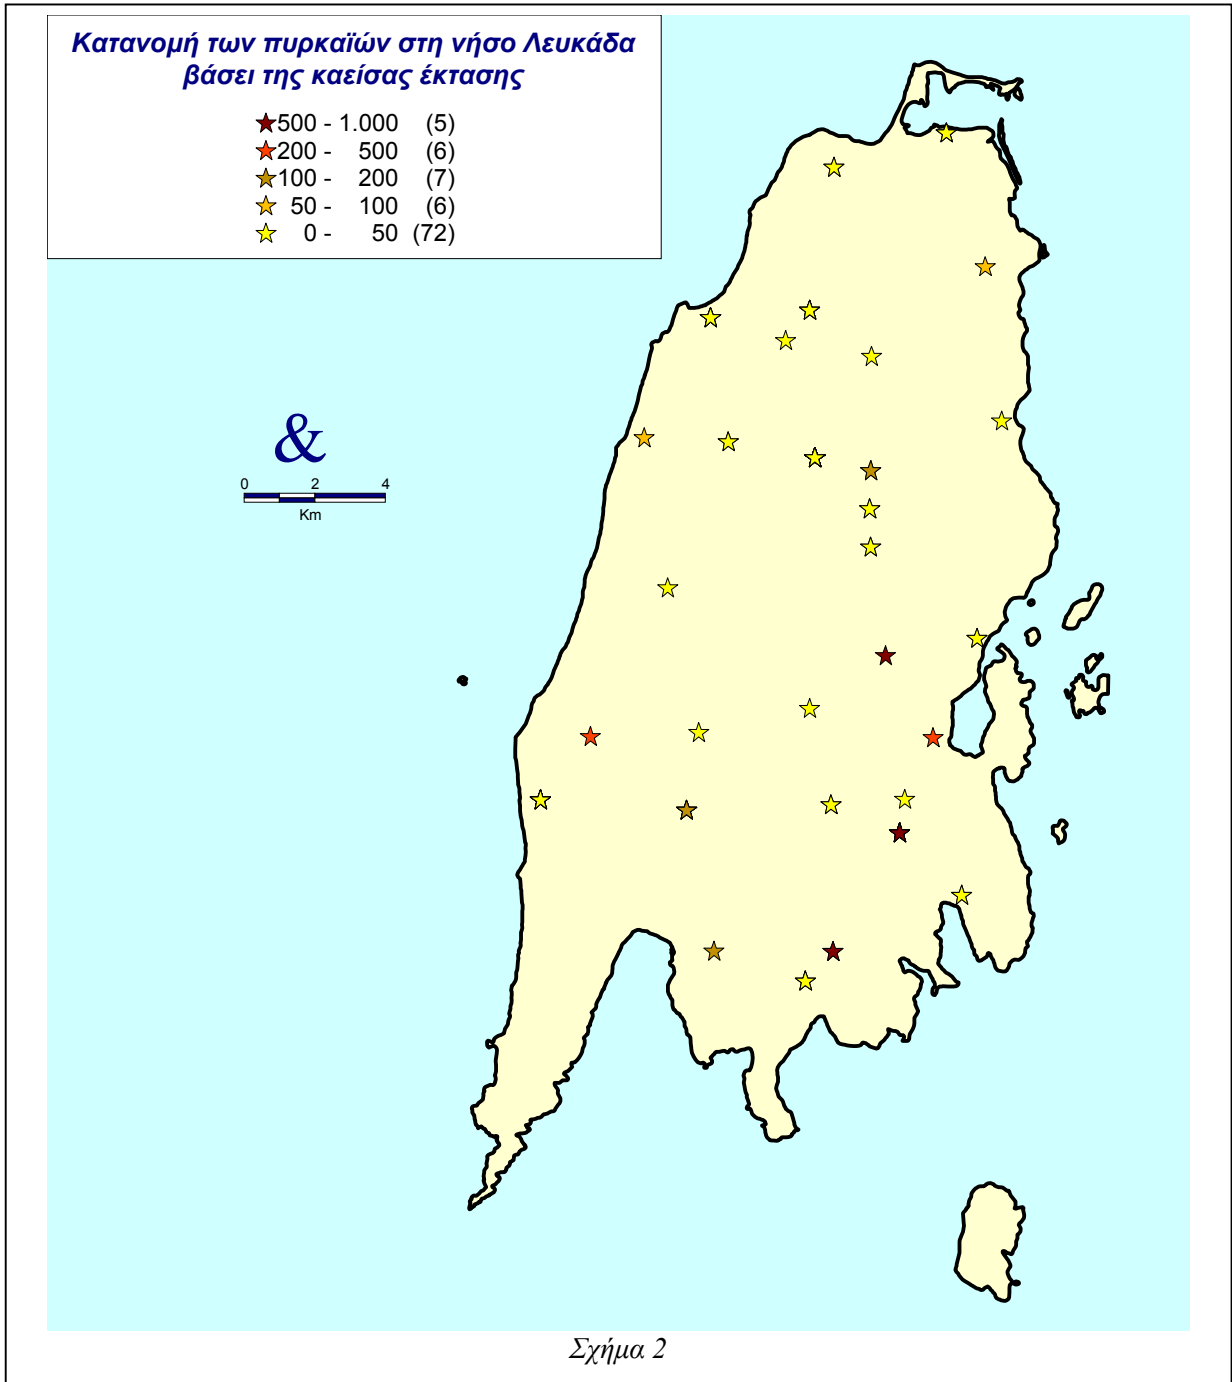 Κατανομή των πυρκαϊών στη νήσο Λευκάδα
βάσει της καείσας έκτασης
500 - 1.000 (5)
200 - 500 (6)
100 - 200 (7)
50 - 100 (6)
0 - 50 (72)
&
0 2 4
Km
Σχήμα 2